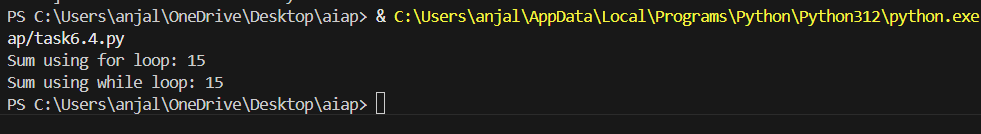 PS C:\Users\anjal\OneDrive\Desktop\aiap> & C:\Users\anjal\AppData\Local\Programs\Python\Python312\python.exe
ap/task6.4.py
Sum using for loop: 15
Sum using while loop: 15
PS C:\Users\anjal\OneDrive\Desktop\aiap>